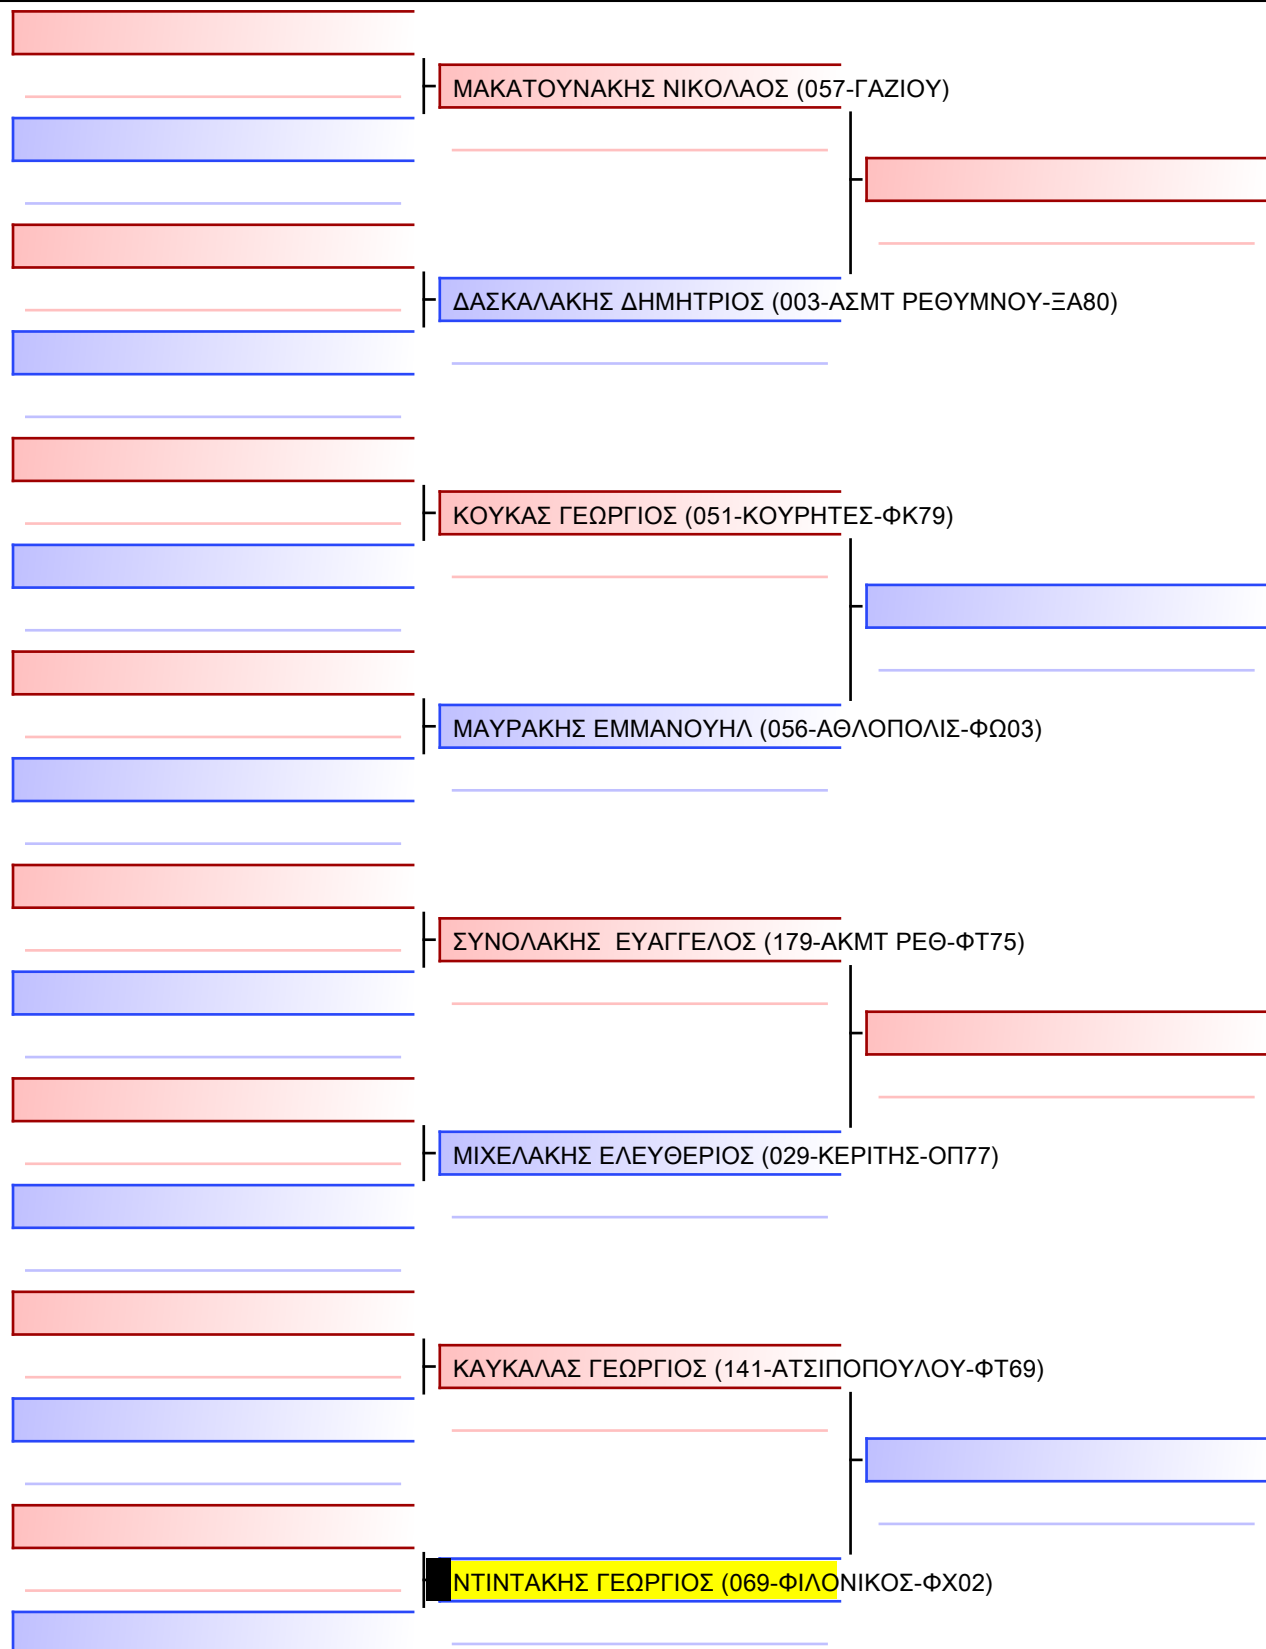 ΜΑΚΑΤΟΥΝΑΚΗΣ ΝΙΚΟΛΑΟΣ (057-ΓΑΖΙΟΥ)
ΔΑΣΚΑΛΑΚΗΣ ΔΗΜΗΤΡΙΟΣ (003-ΑΣΜΤ ΡΕΘΥΜΝΟΥ-ΞΑ80)
ΚΟΥΚΑΣ ΓΕΩΡΓΙΟΣ (051-ΚΟΥΡΗΤΕΣ-ΦΚ79)
ΜΑΥΡΑΚΗΣ ΕΜΜΑΝΟΥΗΛ (056-ΑΘΛΟΠΟΛΙΣ-ΦΩ03)
ΣΥΝΟΛΑΚΗΣ  ΕΥΑΓΓΕΛΟΣ (179-ΑΚΜΤ ΡΕΘ-ΦΤ75)
ΜΙΧΕΛΑΚΗΣ ΕΛΕΥΘΕΡΙΟΣ (029-ΚΕΡΙΤΗΣ-ΟΠ77)
ΚΑΥΚΑΛΑΣ ΓΕΩΡΓΙΟΣ (141-ΑΤΣΙΠΟΠΟΥΛΟΥ-ΦΤ69)
ΝΤΙΝΤΑΚΗΣ ΓΕΩΡΓΙΟΣ (069-ΦΙΛΟΝΙΚΟΣ-ΦΧ02)